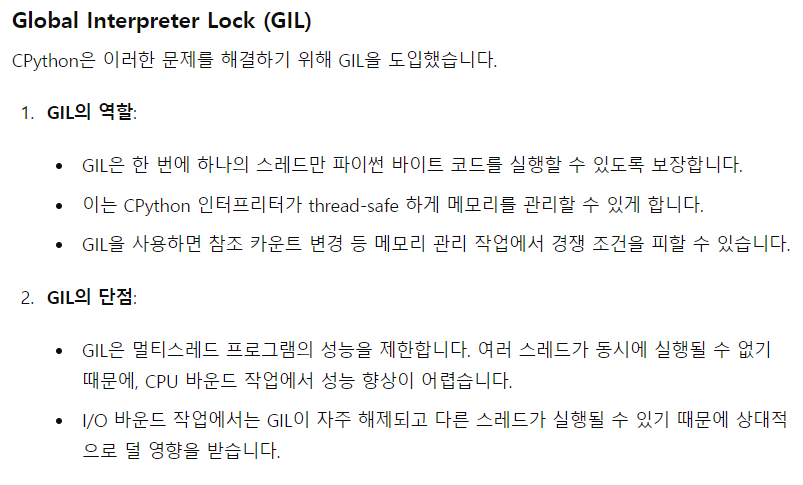 Global Interpreter Lock (GIL)
CPython은 이러한 문제를 해결하기 위해 GIL을 도입했습니다.
1. GIL의 역할:
• GIL은 한 번에 하나의 스레드만 파이썬 바이트 코드를 실행할 수 있도록 보장합니다.
• 이는 CPython 인터프리터가 thread-safe 하게 메모리를 관리할 수 있게 합니다.
• GIL을 사용하면 참조 카운트 변경 등 메모리 관리 작업에서 경쟁 조건을 피할 수 있습니다.
2. GIL의 단점:
• GIL은 멀티스레드 프로그램의 성능을 제한합니다. 여러 스레드가 동시에 실행될 수 없기
때문에, CPU 바운드 작업에서 성능 향상이 어렵습니다.
• I/O 바운드 작업에서는 GIL이 자주 해제되고 다른 스레드가 실행될 수 있기 때문에 상대적
으로 덜 영향을 받습니다.